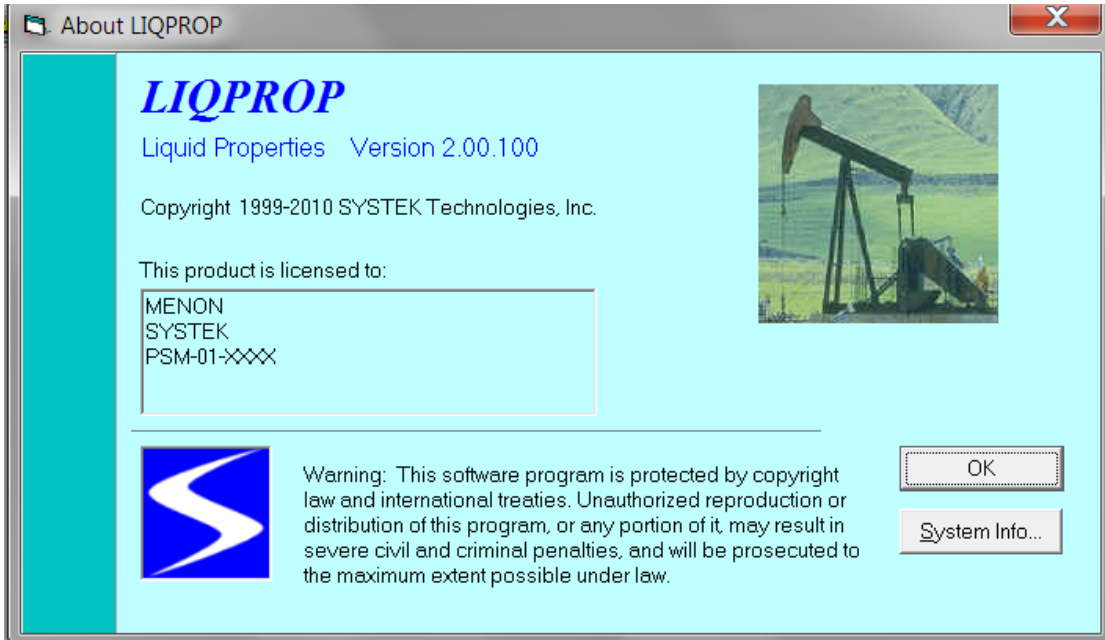 About LIQPROP
LIQPROP
Liquid Properties Version 2.00.100
Copyright 1999-2010 SYSTEK Technologies, Inc.
This product is licensed to:
MENON
SYSTEK
PSM-01-XXXX
Warning: This software program is protected by copyright
law and international treaties. Unauthorized reproduction or
distribution of this program, or any portion of it, may result in
severe civil and criminal penalties, and will be prosecuted to
the maximum extent possible under law.
OK
System Info...